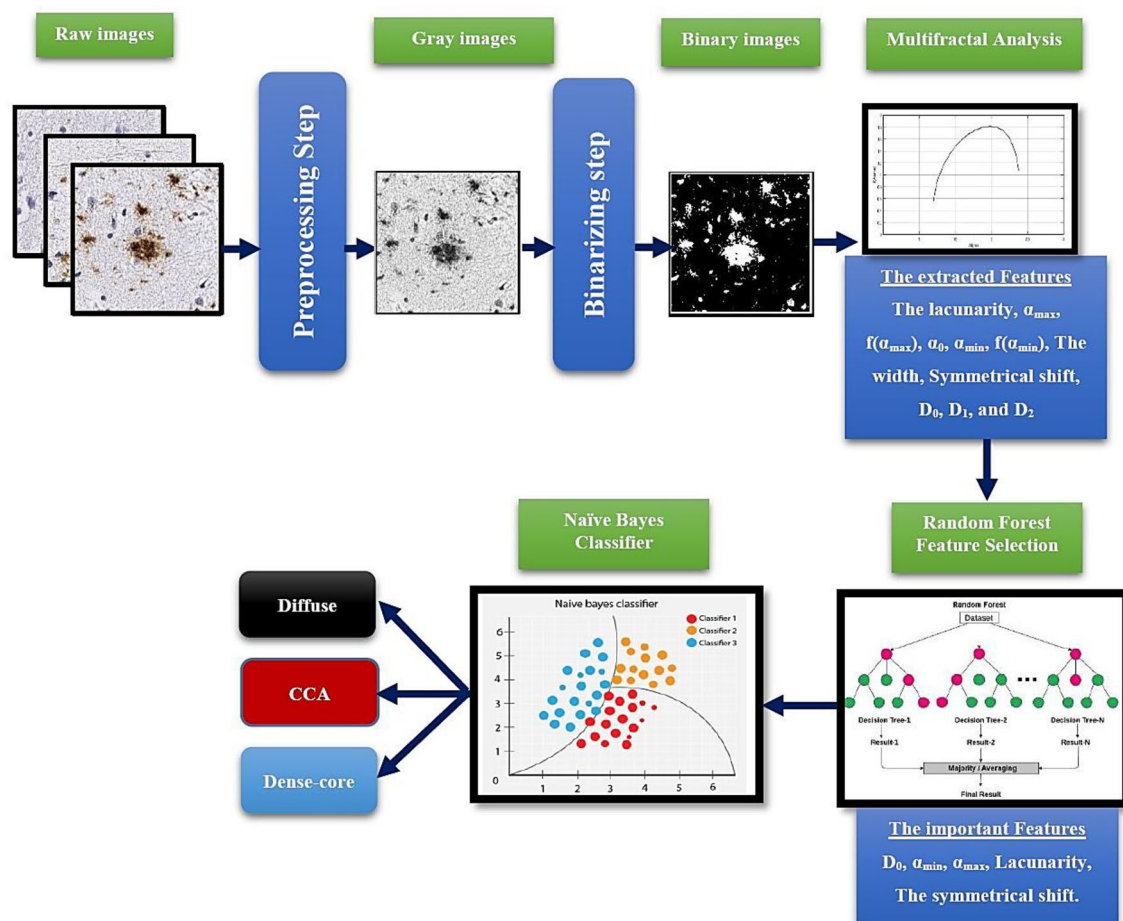 Raw images
Gray images
Binary images
Multifractal Analysis
Preprocessing Step
Binarizing step
The extracted Features
The lacunarity, αmax,
f(αmax), α0, αmin, f(αmin), The
width, Symmetrical shift,
D0, D1, and D2
Random Forest
Feature Selection
Naïve Bayes
Classifier
Diffuse
CCA
Dense-core
Naive bayes classifier
Classifier 1
Classifier 2
Classifier 3
6
5
4
3
2
1
0
1 2 3 4 5 6
Random Forest
Dataset
Decision Tree-1 Decision Tree-2 Decision Tree-N
Result-1 Result-2 Result-N
Majority / Averaging
Final Result
The important Features
D0, αmin, αmax, Lacunarity,
The symmetrical shift.